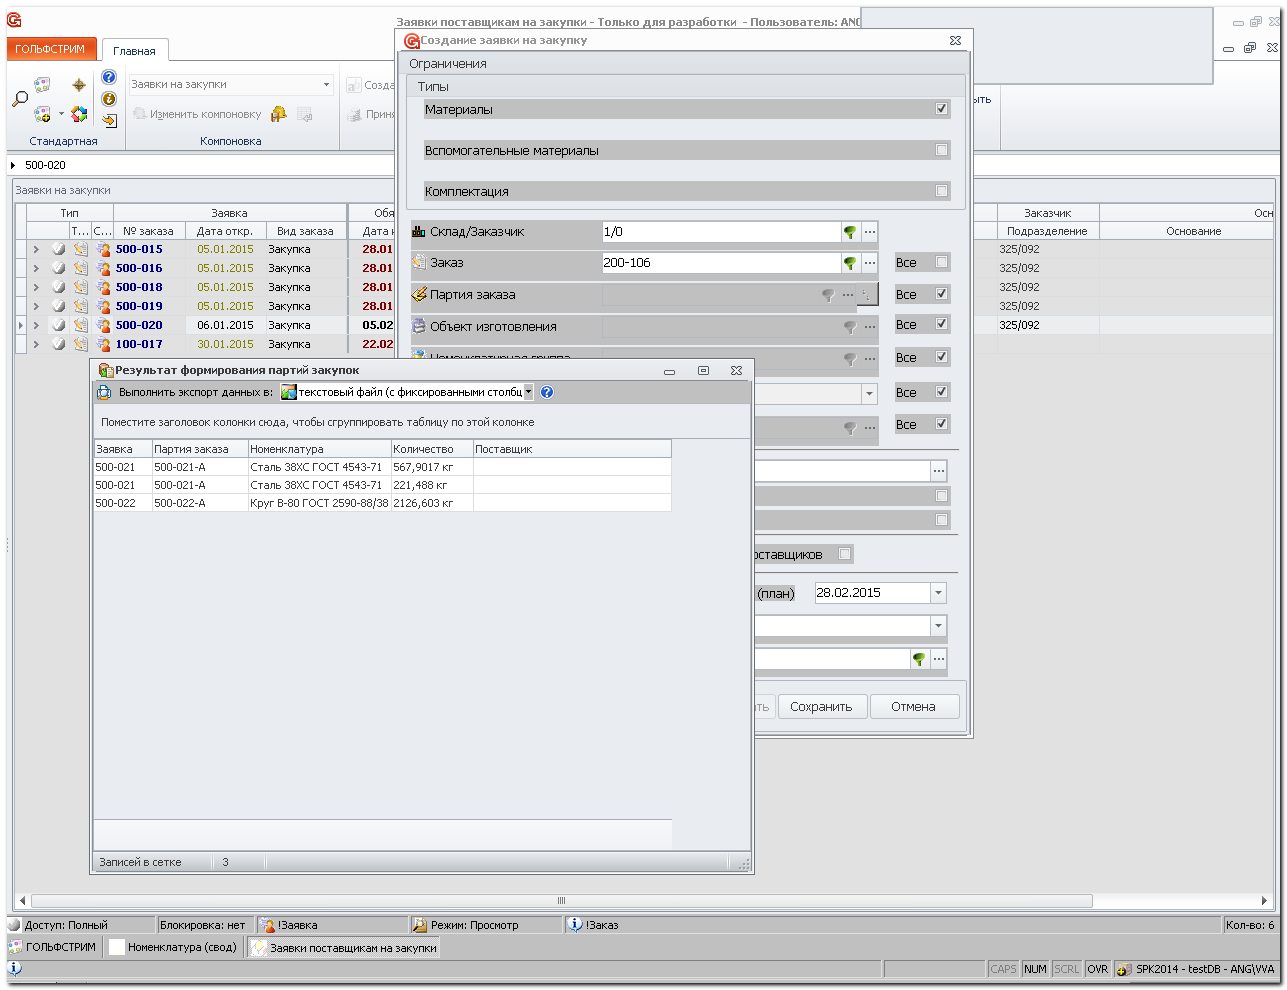 Заявки поставщикам на закупки - Только для разработки - Пользователь: ANG
ГОЛЬФСТРИМ
Главная
Заявки на закупки
Созда
Изменить компоновку
Приня
Стандартная
Компоновка
ыть
500-020
Заявки на закупки
Тип
Заявка
Обя
Заказчик
Осн
Т...
С...
№ заказа
Дата откр.
Вид заказа
Дата н
Подразделение
Основание
500-015 05.01.2015 Закупка 28.01 325/092
500-016 05.01.2015 Закупка 28.01 325/092
500-018 05.01.2015 Закупка 28.01 325/092
500-019 05.01.2015 Закупка 28.01 325/092
500-020 06.01.2015 Закупка 05.02 325/092
100-017 30.01.2015 Закупка 22.02
Создание заявки на закупку
Ограничения
Типы
Материалы
Вспомогательные материалы
Комплектация
Склад/Заказчик 1/0
Заказ 200-106 Все
Партия заказа Все
Объект изготовления Все
Номенклатурная группа Все
Все
Все
оставщиков
(план) 28.02.2015
ть
Сохранить
Отмена
Результат формирования партий закупок
Выполнить экспорт данных в: текстовый файл (с фиксированными столбц
Поместите заголовок колонки сюда, чтобы сгруппировать таблицу по этой колонке
Заявка Партия заказа Номенклатура Количество Поставщик
500-021 500-021-А Сталь 38ХС ГОСТ 4543-71 567,9017 кг
500-021 500-021-А Сталь 38ХС ГОСТ 4543-71 221,488 кг
500-022 500-022-А Круг В-80 ГОСТ 2590-88/38 2126,603 кг
Записей в сетке 3
Доступ: Полный
Блокировка: нет
!Заявка
Режим: Просмотр
!Заказ
Кол-во: 6
ГОЛЬФСТРИМ
Номенклатура (свод)
Заявки поставщикам на закупки
CAPS NUM SCRL OVR SPK2014 - testDB - ANG\VVA